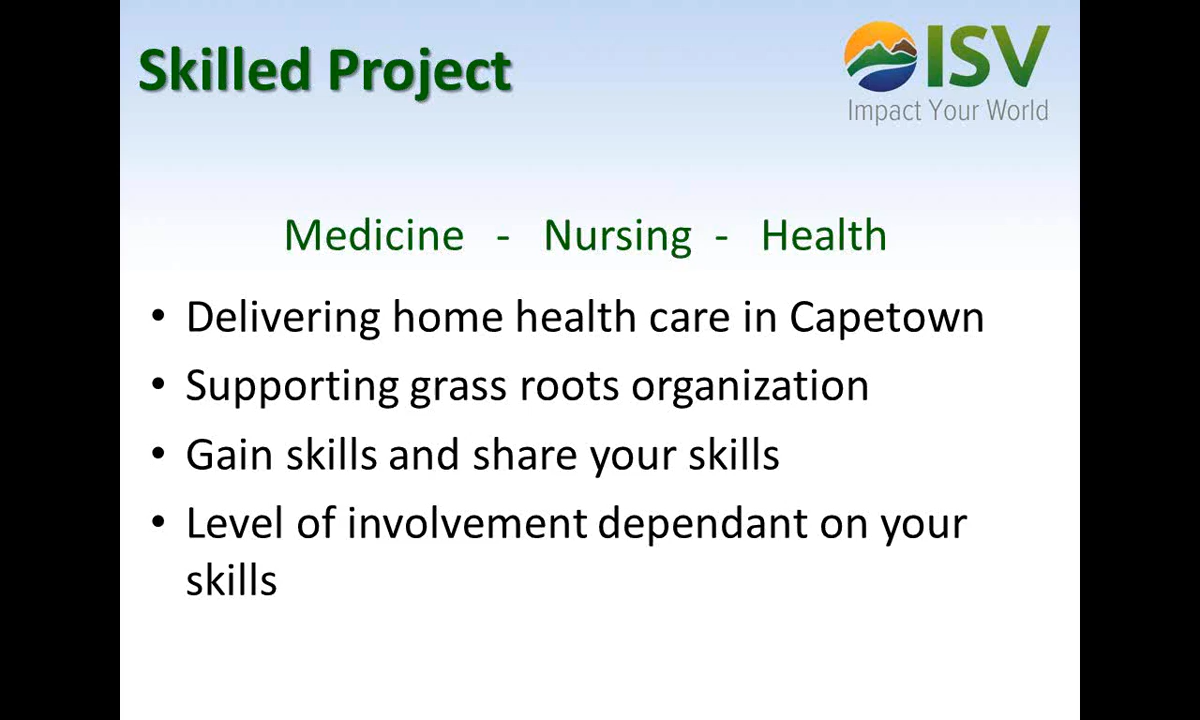 Skilled Project
ISV
Impact Your World
Medicine - Nursing - Health
• Delivering home health care in Capetown
• Supporting grass roots organization
• Gain skills and share your skills
• Level of involvement dependant on your
skills